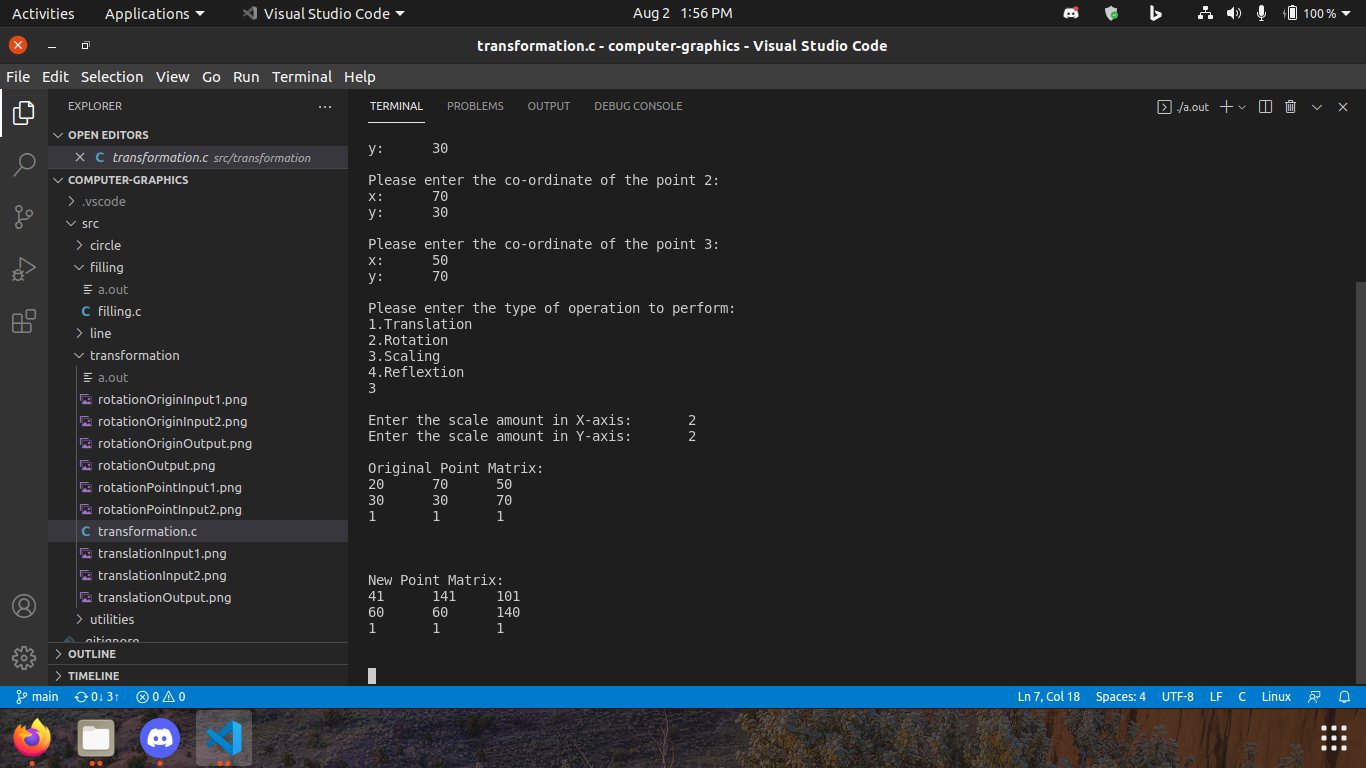 Activities Applications Visual Studio Code Aug 2 1:56 PM 100 %
transformation.c - computer-graphics - Visual Studio Code
File Edit Selection View Go Run Terminal Help
EXPLORER
OPEN EDITORS
transformation.c src/transformation
COMPUTER-GRAPHICS
.vscode
src
circle
filling
a.out
filling.c
line
transformation
a.out
rotationOriginInput1.png
rotationOriginInput2.png
rotationOriginOutput.png
rotationOutput.png
rotationPointInput1.png
rotationPointInput2.png
transformation.c
translationInput1.png
translationInput2.png
translationOutput.png
utilities
.gitignore
OUTLINE
TIMELINE
TERMINAL PROBLEMS OUTPUT DEBUG CONSOLE ./a.out
y: 30
Please enter the co-ordinate of the point 2:
x: 70
y: 30
Please enter the co-ordinate of the point 3:
x: 50
y: 70
Please enter the type of operation to perform:
1.Translation
2.Rotation
3.Scaling
4.Reflextion
3
Enter the scale amount in X-axis: 2
Enter the scale amount in Y-axis: 2
Original Point Matrix:
20 70 50
30 30 70
1 1 1
New Point Matrix:
41 141 101
60 60 140
1 1 1
main 0↓ 3↑ 0 0 Ln 7, Col 18 Spaces: 4 UTF-8 LF C Linux